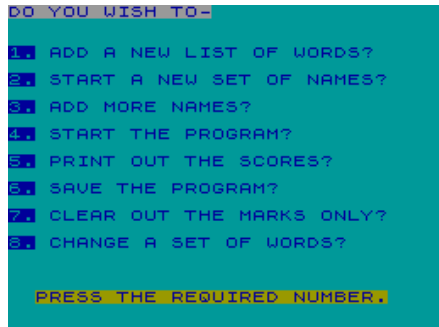 DO YOU WISH TO-
1. ADD A NEW LIST OF WORDS?
2. START A NEW SET OF NAMES?
3. ADD MORE NAMES?
4. START THE PROGRAM?
5. PRINT OUT THE SCORES?
6. SAVE THE PROGRAM?
7. CLEAR OUT THE MARKS ONLY?
8. CHANGE A SET OF WORDS?
PRESS THE REQUIRED NUMBER.